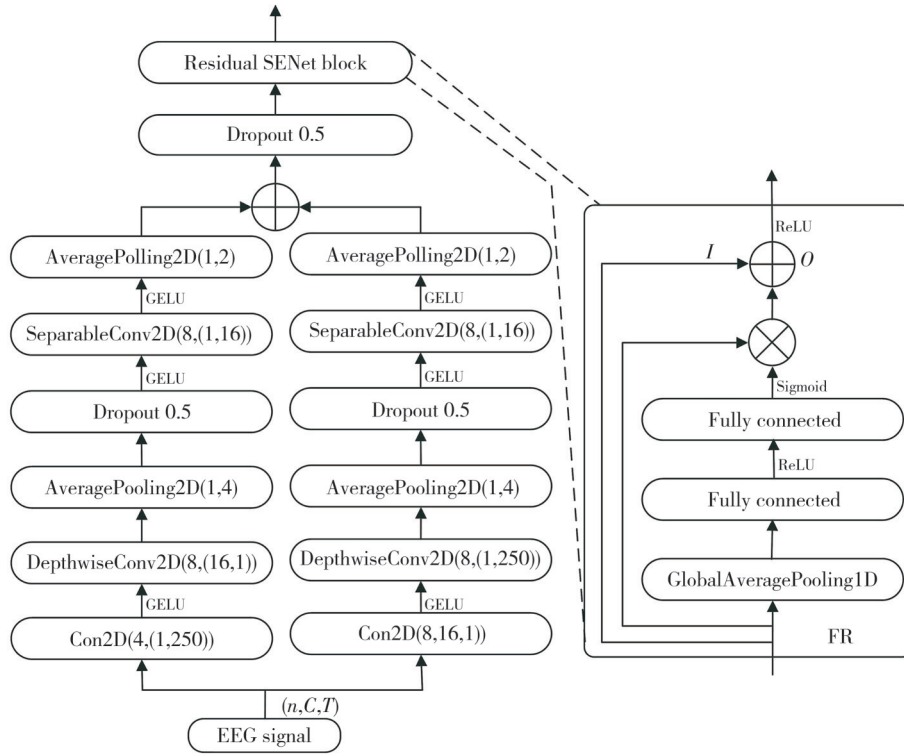 Residual SENet block
Dropout 0.5
AveragePolling2D(1,2)
GELU
SeparableConv2D(8,(1,16))
GELU
Dropout 0.5
AveragePooling2D(1,4)
DepthwiseConv2D(8,(16,1))
GELU
Con2D(4,(1,250))
AveragePolling2D(1,2)
GELU
SeparableConv2D(8,(1,16))
GELU
Dropout 0.5
AveragePooling2D(1,4)
DepthwiseConv2D(8,(1,250))
GELU
Con2D(8,16,1))
(n,C,T)
EEG signal
ReLU
I
O
Sigmoid
Fully connected
ReLU
Fully connected
GlobalAveragePooling1D
FR